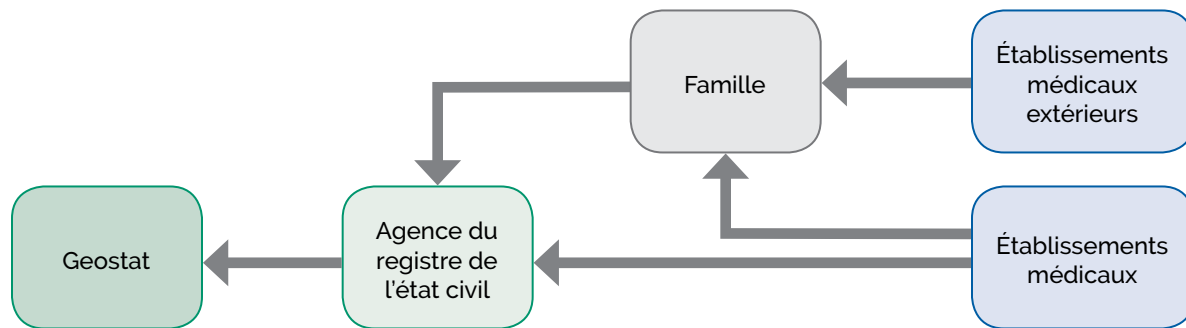 Famille
Établissements
médicaux
extérieurs
Geostat
Agence du
registre de
l'état civil
Établissements
médicaux